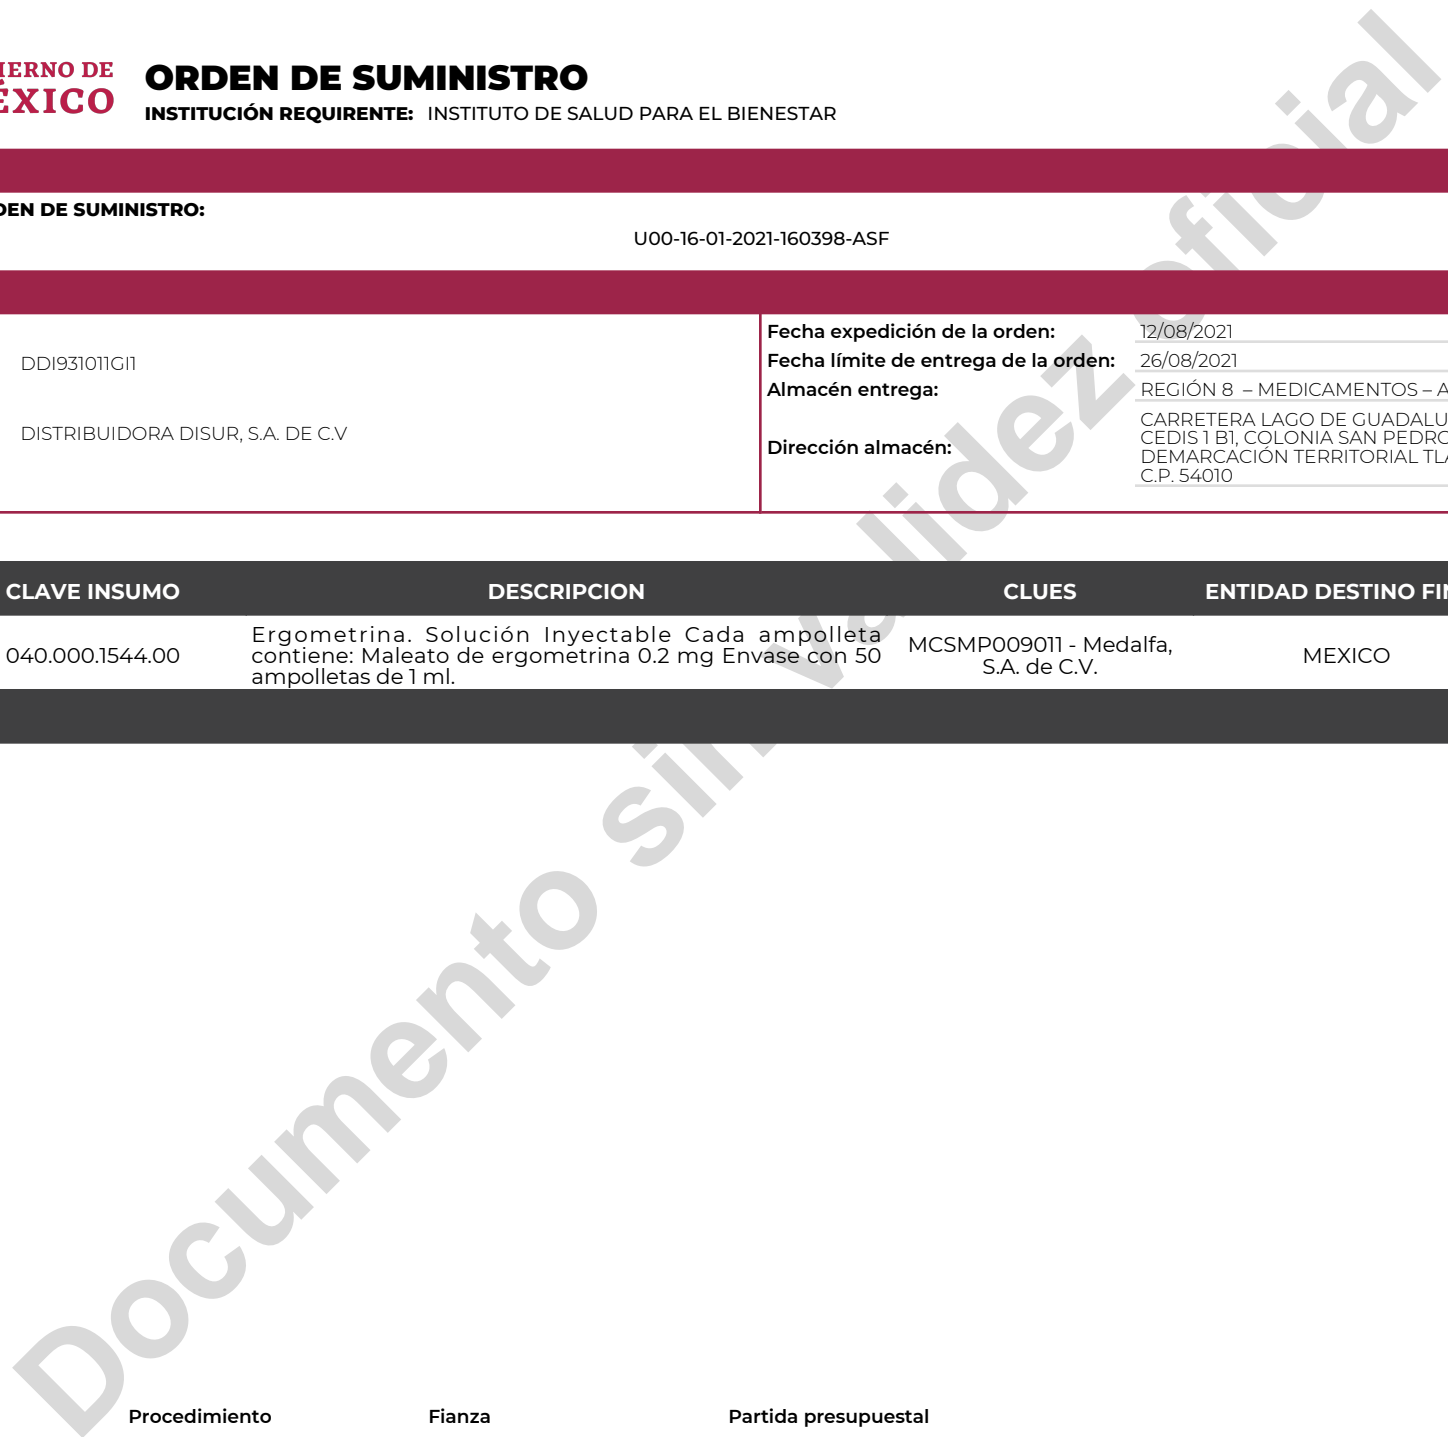 IERNO DE
ÉXICO
ORDEN DE SUMINISTRO
INSTITUCIÓN REQUIRENTE: INSTITUTO DE SALUD PARA EL BIENESTAR
DEN DE SUMINISTRO:
U00-16-01-2021-160398-ASF
DDI931011GI1
DISTRIBUIDORA DISUR, S.A. DE C.V
Fecha expedición de la orden: 12/08/2021
Fecha límite de entrega de la orden: 26/08/2021
Almacén entrega: REGIÓN 8 – MEDICAMENTOS – A
Dirección almacén: CARRETERA LAGO DE GUADALU
CEDIS 1 B1, COLONIA SAN PEDRO
DEMARCACIÓN TERRITORIAL TLA
C.P. 54010
CLAVE INSUMO DESCRIPCION CLUES ENTIDAD DESTINO FIN
040.000.1544.00
Ergometrina. Solución Inyectable Cada ampolleta
contiene: Maleato de ergometrina 0.2 mg Envase con 50
ampolletas de 1 ml.
MCSMP009011 - Medalfa,
S.A. de C.V.
MEXICO
Documento sin validez oficial
Procedimiento Fianza Partida presupuestal